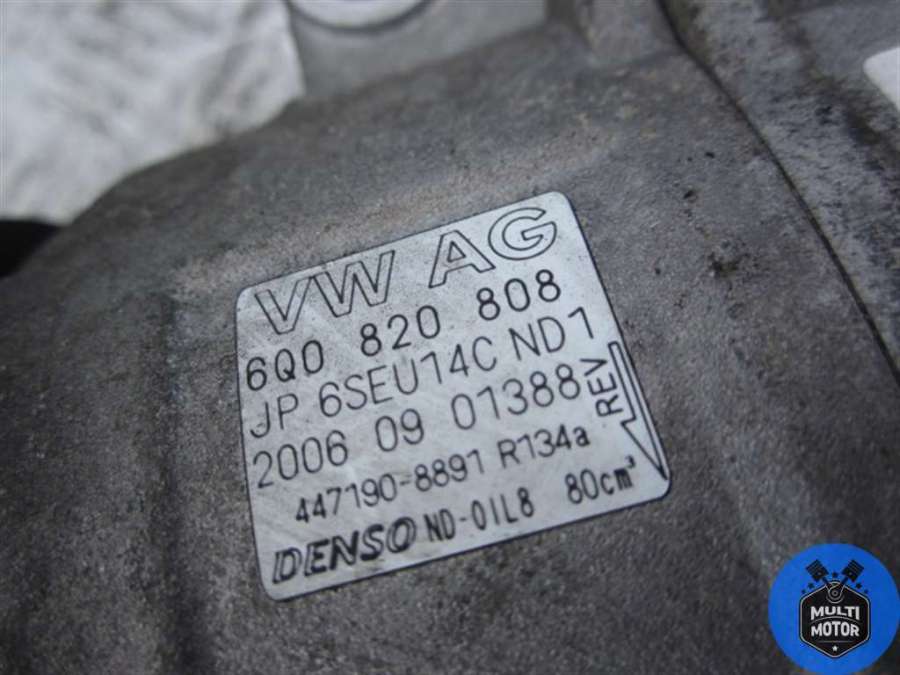 VW AG
6Q0 820 808
JP 6SEU14C ND1
2006 09 01388
REV
447190-8891 R134a
DENSO ND-OIL8 80cm³
MULTI
MOTOR